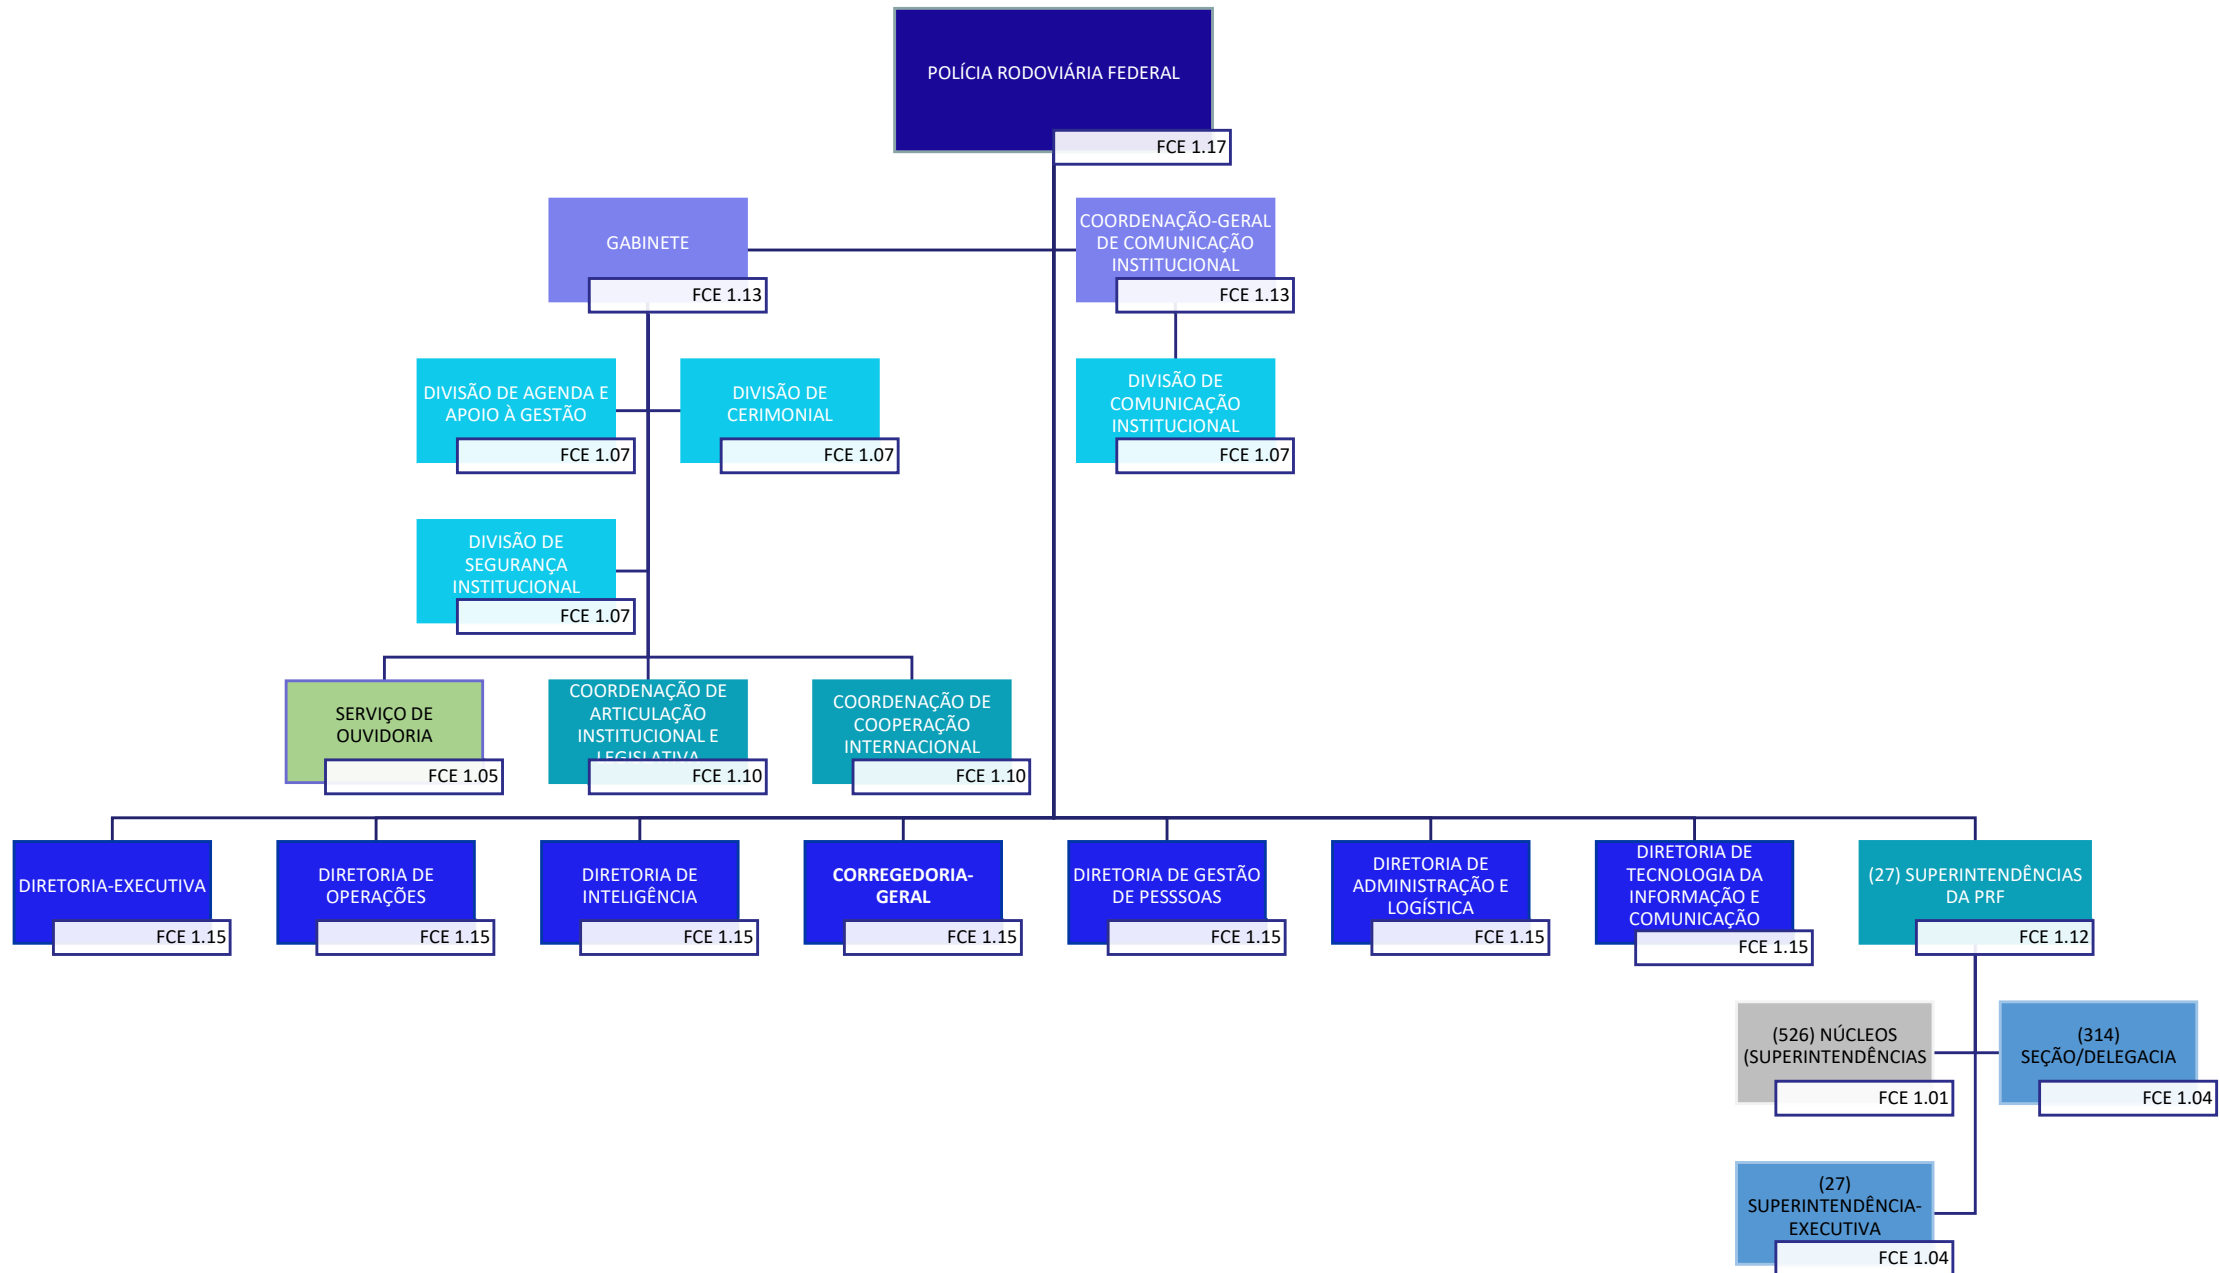 POLÍCIA RODOVIÁRIA FEDERAL
FCE 1.17
GABINETE
FCE 1.13
COORDENAÇÃO-GERAL
DE COMUNICAÇÃO
INSTITUCIONAL
FCE 1.13
DIVISÃO DE AGENDA E
APOIO À GESTÃO
FCE 1.07
DIVISÃO DE
CERIMONIAL
FCE 1.07
DIVISÃO DE
COMUNICAÇÃO
INSTITUCIONAL
FCE 1.07
DIVISÃO DE
SEGURANÇA
INSTITUCIONAL
FCE 1.07
SERVIÇO DE
OUVIDORIA
FCE 1.05
COORDENAÇÃO DE
ARTICULAÇÃO
INSTITUCIONAL E
LEGISLATIVA
FCE 1.10
COORDENAÇÃO DE
COOPERAÇÃO
INTERNACIONAL
FCE 1.10
DIRETORIA-EXECUTIVA
FCE 1.15
DIRETORIA DE
OPERAÇÕES
FCE 1.15
DIRETORIA DE
INTELIGÊNCIA
FCE 1.15
CORREGEDORIA-
GERAL
FCE 1.15
DIRETORIA DE GESTÃO
DE PESSSOAS
FCE 1.15
DIRETORIA DE
ADMINISTRAÇÃO E
LOGÍSTICA
FCE 1.15
DIRETORIA DE
TECNOLOGIA DA
INFORMAÇÃO E
COMUNICAÇÃO
FCE 1.15
(27) SUPERINTENDÊNCIAS
DA PRF
FCE 1.12
(526) NÚCLEOS
(SUPERINTENDÊNCIAS
FCE 1.01
(314)
SEÇÃO/DELEGACIA
FCE 1.04
(27)
SUPERINTENDÊNCIA-
EXECUTIVA
FCE 1.04